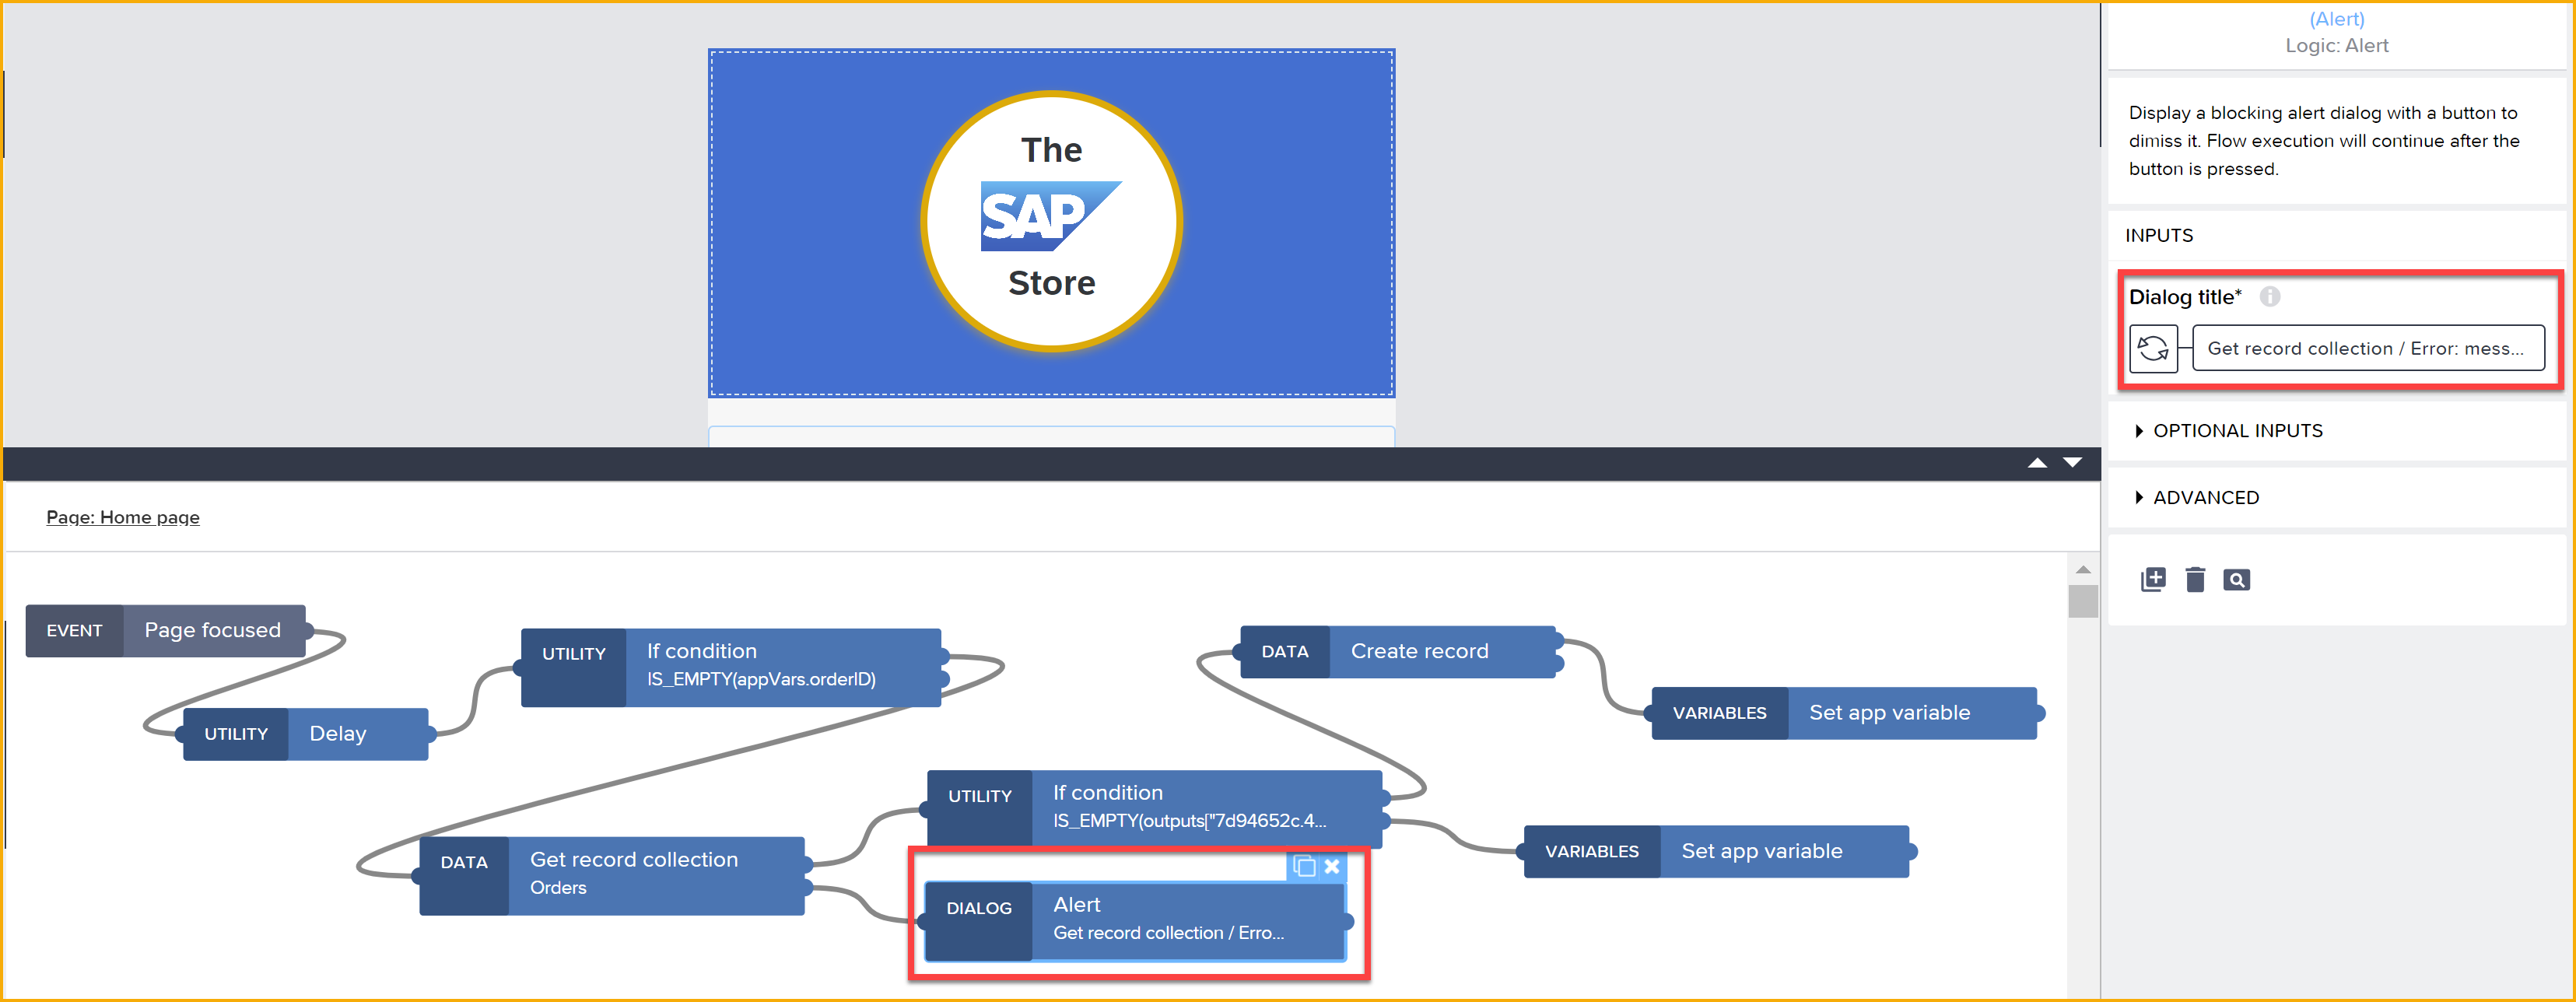 The
SAP
Store
(Alert)
Logic: Alert
Display a blocking alert dialog with a button to
dimiss it. Flow execution will continue after the
button is pressed.
INPUTS
Dialog title*
Get record collection / Error: mess...
OPTIONAL INPUTS
ADVANCED
Page: Home page
EVENT Page focused
UTILITY Delay
UTILITY If condition
IS_EMPTY(appVars.orderID)
DATA Create record
VARIABLES Set app variable
UTILITY If condition
IS_EMPTY(outputs["7d94652c.4...
VARIABLES Set app variable
DATA Get record collection
Orders
DIALOG Alert
Get record collection / Erro...